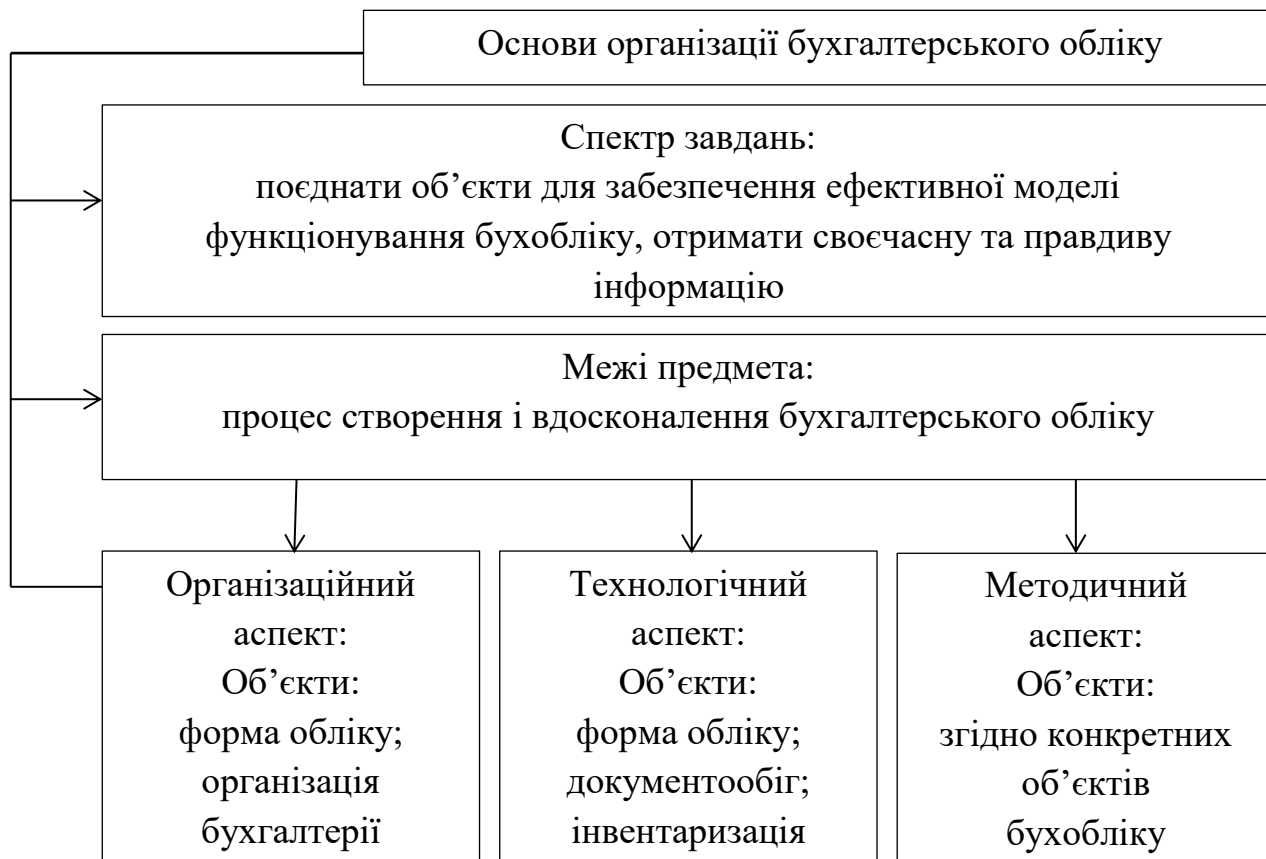 Основи організації бухгалтерського обліку
Спектр завдань:
поєднати об’єкти для забезпечення ефективної моделі
функціонування бухобліку, отримати своєчасну та правдиву
інформацію
Межі предмета:
процес створення і вдосконалення бухгалтерського обліку
Організаційний
аспект:
Об’єкти:
форма обліку;
організація
бухгалтерії
Технологічний
аспект:
Об’єкти:
форма обліку;
документообіг;
інвентаризація
Методичний
аспект:
Об’єкти:
згідно конкретних
об’єктів
бухобліку